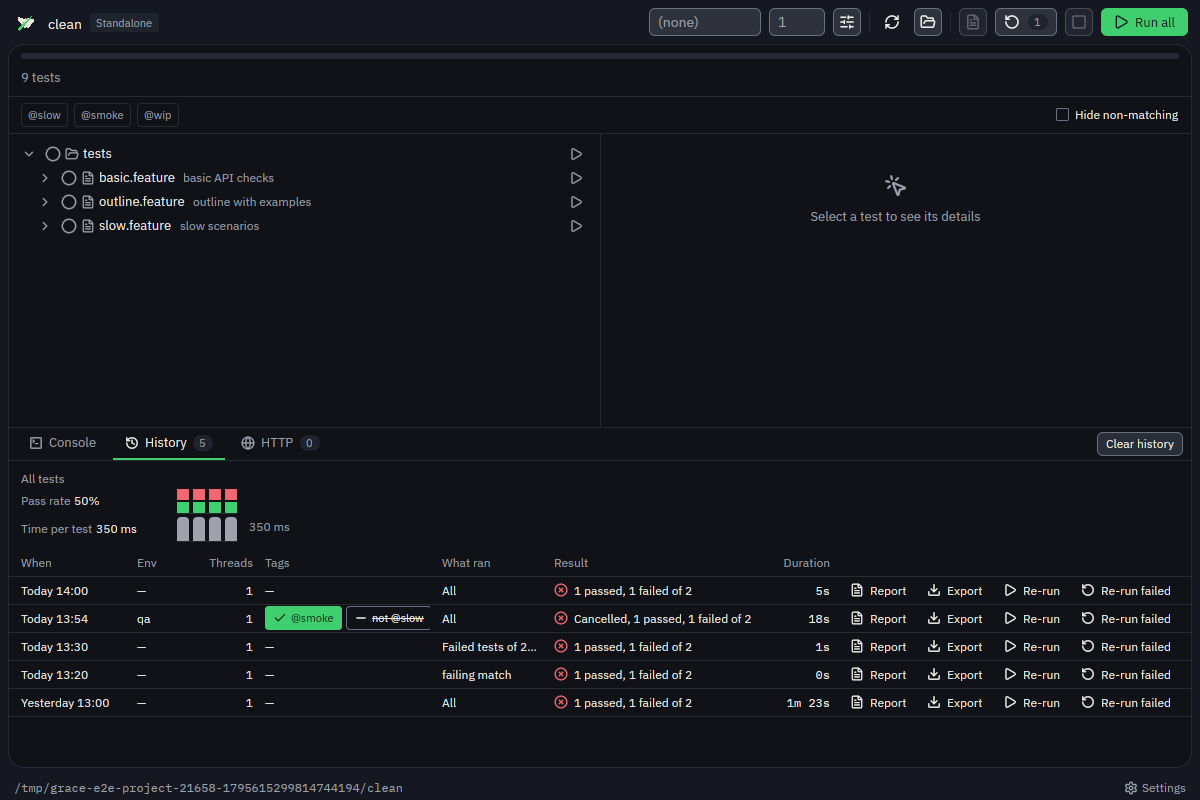 clean Standalone (none) 1 1 Run all
9 tests
@slow @smoke @wip Hide non-matching
tests
basic.feature basic API checks
outline.feature outline with examples
slow.feature slow scenarios
Select a test to see its details
Console History 5 HTTP 0 Clear history
All tests
Pass rate 50%
Time per test 350 ms 350 ms
When Env Threads Tags What ran Result Duration
Today 14:00 — 1 — All 1 passed, 1 failed of 2 5s Report Export Re-run Re-run failed
Today 13:54 qa 1 @smoke not @slow All Cancelled, 1 passed, 1 failed of 2 18s Report Export Re-run Re-run failed
Today 13:30 — 1 — Failed tests of 2... 1 passed, 1 failed of 2 1s Report Export Re-run Re-run failed
Today 13:20 — 1 — failing match 1 passed, 1 failed of 2 0s Report Export Re-run Re-run failed
Yesterday 13:00 — 1 — All 1 passed, 1 failed of 2 1m 23s Report Export Re-run Re-run failed
/tmp/grace-e2e-project-21658-1795615299814744194/clean Settings